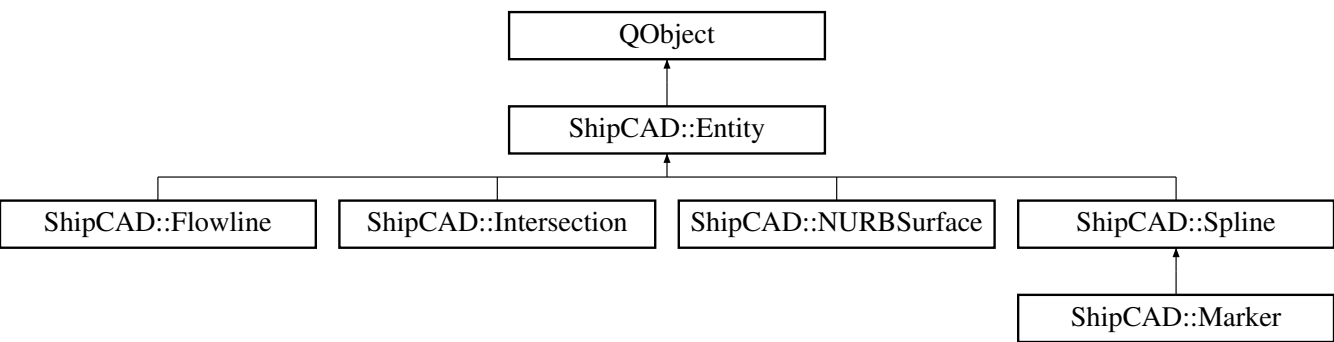 QObject
ShipCAD::Entity
ShipCAD::Flowline
ShipCAD::Intersection
ShipCAD::NURBSurface
ShipCAD::Spline
ShipCAD::Marker